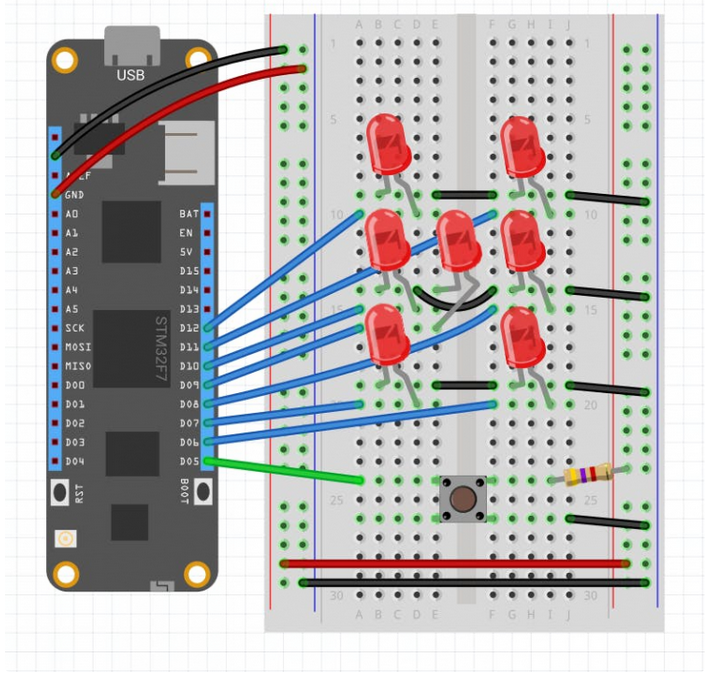 USB
GND
A0
A1
A2
A3
A4
A5
SCK
MOSI
MISO
D00
D01
D02
D03
D04
RST
BAT
EN
5V
D15
D14
D13
D12
D11
D10
D09
D08
D07
D06
D05
BOOT
STM32F7
A B C D E F G H I J
1 1
5 5
10 10
15 15
20
25 25
30 30
A B C D E F G H I J